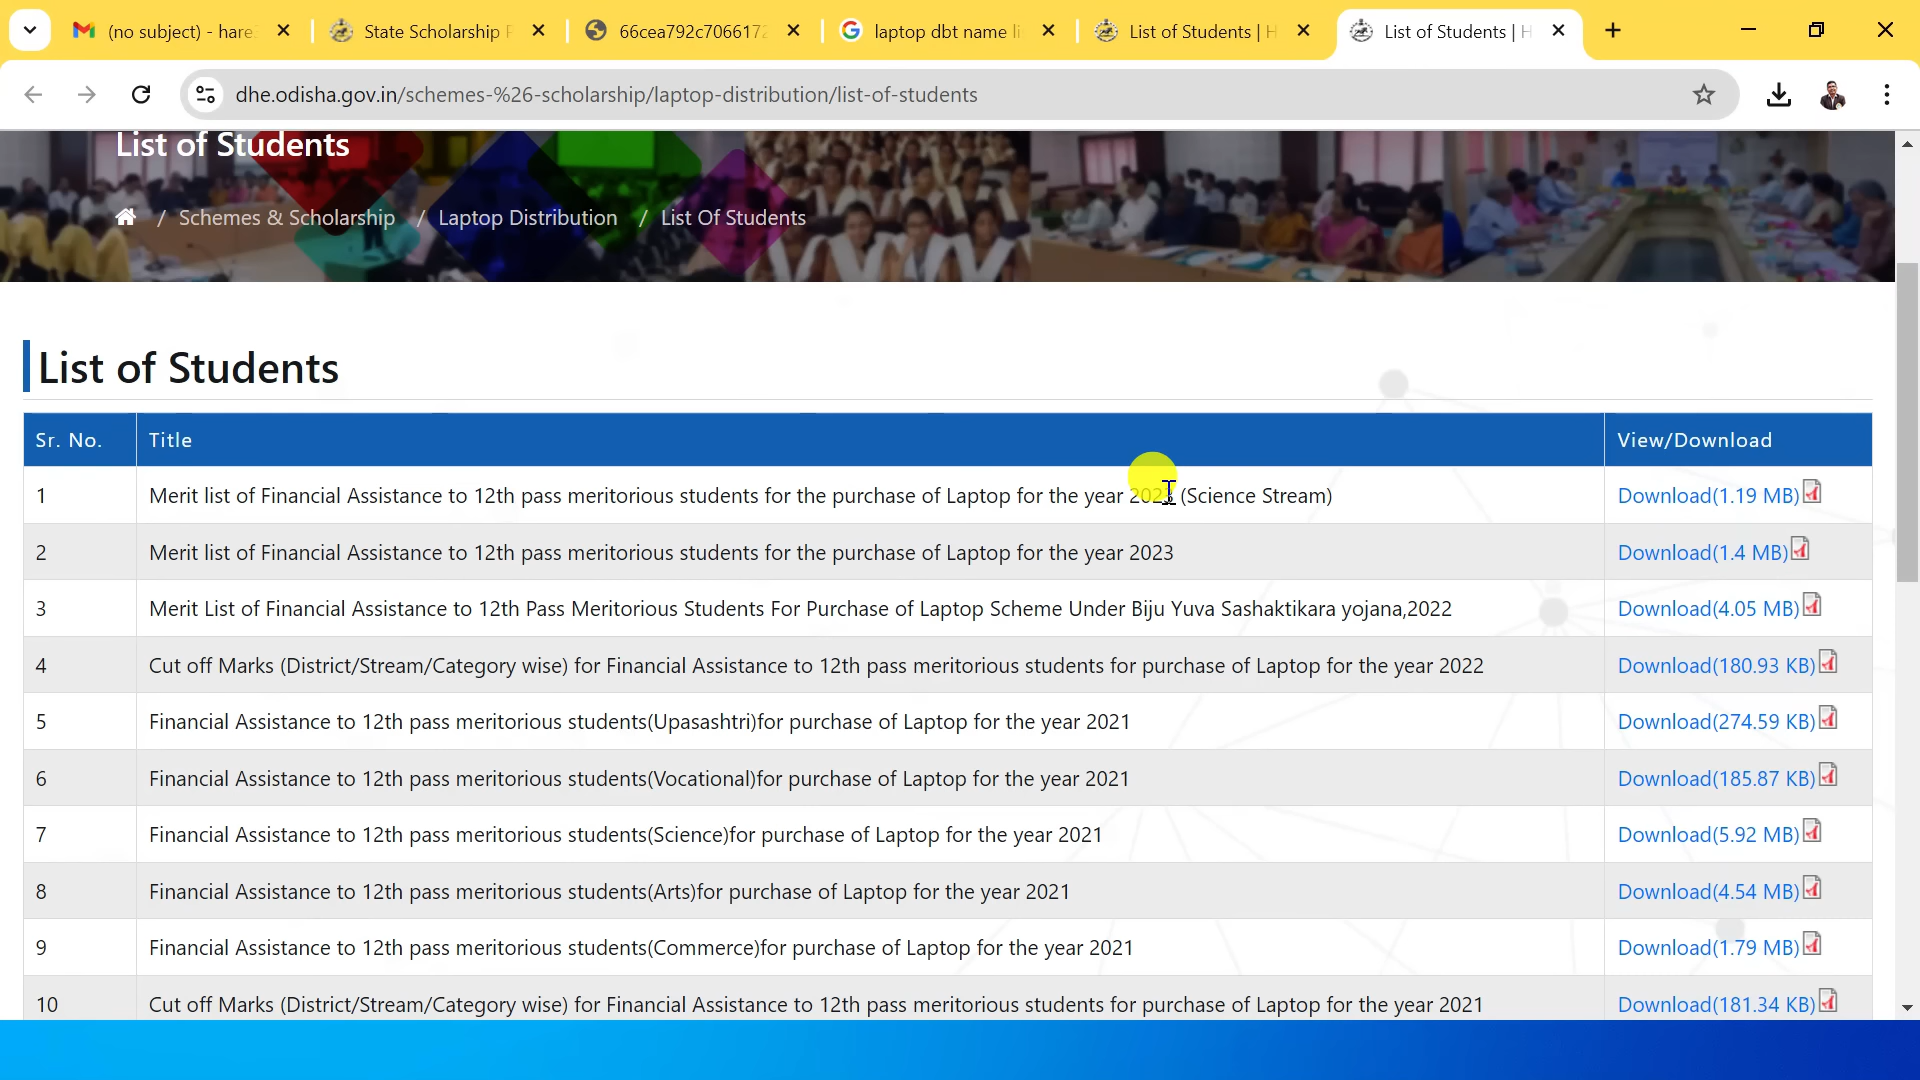 (no subject) - hare
State Scholarship P
66cea792c7066172
laptop dbt name li
List of Students | H
List of Students | H
dhe.odisha.gov.in/schemes-%26-scholarship/laptop-distribution/list-of-students
List of Students
/ Schemes & Scholarship / Laptop Distribution / List Of Students
List of Students
Sr. No. Title View/Download
1 Merit list of Financial Assistance to 12th pass meritorious students for the purchase of Laptop for the year 2023 (Science Stream) Download(1.19 MB)
2 Merit list of Financial Assistance to 12th pass meritorious students for the purchase of Laptop for the year 2023 Download(1.4 MB)
3 Merit List of Financial Assistance to 12th Pass Meritorious Students For Purchase of Laptop Scheme Under Biju Yuva Sashaktikara yojana,2022 Download(4.05 MB)
4 Cut off Marks (District/Stream/Category wise) for Financial Assistance to 12th pass meritorious students for purchase of Laptop for the year 2022 Download(180.93 KB)
5 Financial Assistance to 12th pass meritorious students(Upasashtri)for purchase of Laptop for the year 2021 Download(274.59 KB)
6 Financial Assistance to 12th pass meritorious students(Vocational)for purchase of Laptop for the year 2021 Download(185.87 KB)
7 Financial Assistance to 12th pass meritorious students(Science)for purchase of Laptop for the year 2021 Download(5.92 MB)
8 Financial Assistance to 12th pass meritorious students(Arts)for purchase of Laptop for the year 2021 Download(4.54 MB)
9 Financial Assistance to 12th pass meritorious students(Commerce)for purchase of Laptop for the year 2021 Download(1.79 MB)
10 Cut off Marks (District/Stream/Category wise) for Financial Assistance to 12th pass meritorious students for purchase of Laptop for the year 2021 Download(181.34 KB)